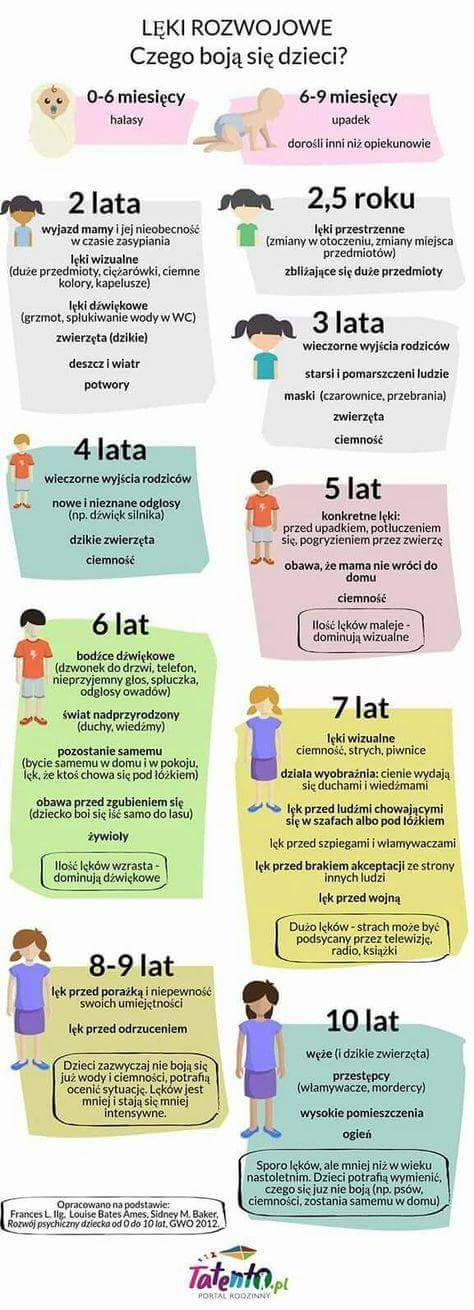 LĘKI ROZWOJOWE
Czego boją się dzieci?
0-6 miesięcy
hałasy
6-9 miesięcy
upadek
dorośli inni niż opiekunowie
2 lata
wyjazd mamy i jej nieobecność
w czasie zasypiania
lęki wizualne
(duże przedmioty, ciężarówki, ciemne
kolory, kapelusze)
lęki dźwiękowe
(grzmot, spłukiwanie wody w WC)
zwierzęta (dzikie)
deszcz i wiatr
potwory
2,5 roku
lęki przestrzenne
(zmiany w otoczeniu, zmiany miejsca
przedmiotów)
zbliżające się duże przedmioty
3 lata
wieczorne wyjścia rodziców
starsi i pomarszczeni ludzie
maski (czarownice, przebrania)
zwierzęta
ciemność
4 lata
wieczorne wyjścia rodziców
nowe i nieznane odgłosy
(np. dźwięk silnika)
dzikie zwierzęta
ciemność
5 lat
konkretne lęki:
przed upadkiem, potłuczeniem
się, pogryzieniem przez zwierzę
obawa, że mama nie wróci do
domu
ciemność
Ilość lęków maleje -
dominują wizualne
6 lat
bodźce dźwiękowe
(dzwonek do drzwi, telefon,
nieprzyjemny głos, spłuczka,
odgłosy owadów)
świat nadprzyrodzony
(duchy, wiedźmy)
pozostanie samemu
(bycie samemu w domu i w pokoju,
lęk, że ktoś chowa się pod łóżkiem)
obawa przed zgubieniem się
(dziecko boi się iść samo do lasu)
żywioły
Ilość lęków wzrasta -
dominują dźwiękowe
7 lat
lęki wizualne
ciemność, strych, piwnice
działa wyobraźnia: cienie wydają
się duchami i wiedźmami
lęk przed ludźmi chowającymi
się w szafach albo pod łóżkiem
lęk przed szpiegami i włamywaczami
lęk przed brakiem akceptacji ze strony
innych ludzi
lęk przed wojną
Dużo lęków - strach może być
podsycany przez telewizję,
radio, książki
8-9 lat
lęk przed porażką i niepewność
swoich umiejętności
lęk przed odrzuceniem
Dzieci zazwyczaj nie boją się
już wody i ciemności, potrafią
ocenić sytuację. Lęków jest
mniej i stają się mniej
intensywne.
10 lat
węże (i dzikie zwierzęta)
przestępcy
(włamywacze, mordercy)
wysokie pomieszczenia
ogień
Sporo lęków, ale mniej niż w wieku
nastoletnim. Dzieci potrafią wymienić,
czego się juz nie boją (np. psów,
ciemności, zostania samemu w domu)
Opracowano na podstawie:
Frances L. Ilg, Louise Bates Ames, Sidney M. Baker,
Rozwój psychiczny dziecka od 0 do 10 lat, GWO 2012.
Tatento.pl
PORTAL RODZINNY